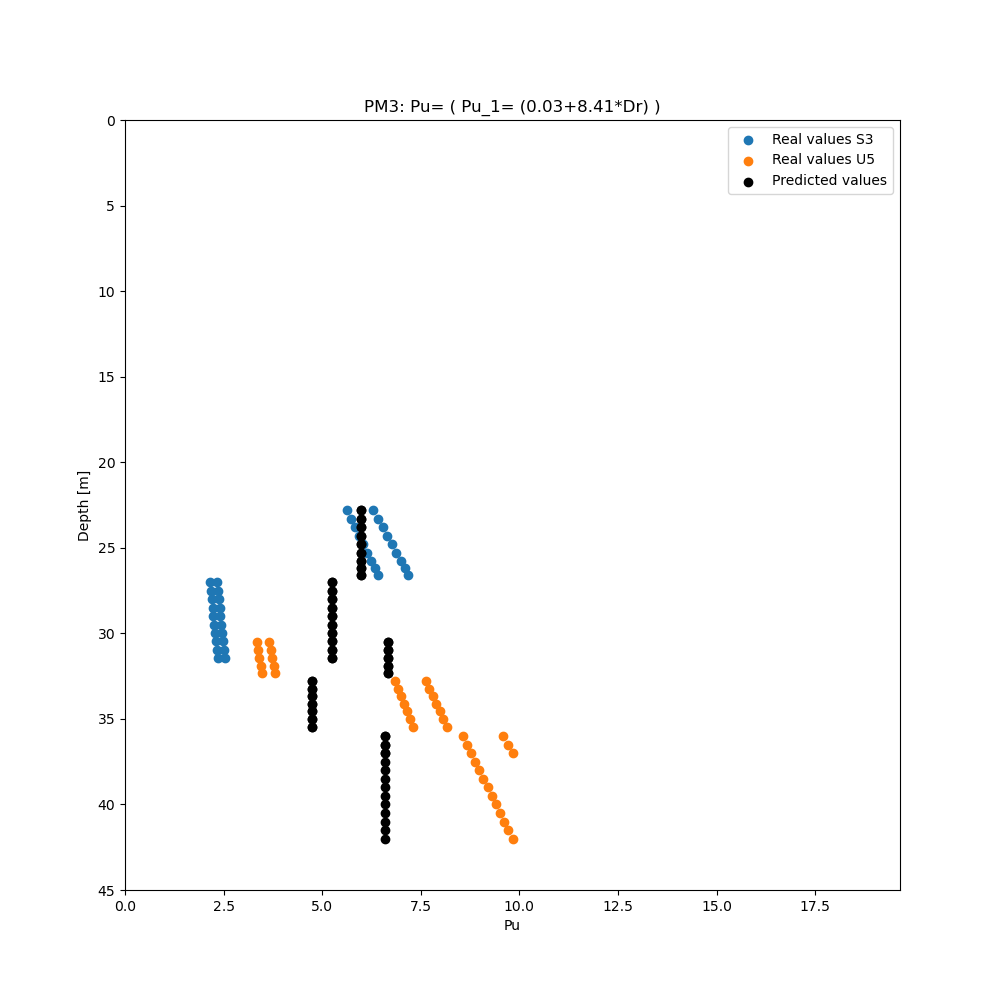 PM3: Pu= ( Pu_1= (0.03+8.41*Dr) )
Real values S3
Real values U5
Predicted values
0
5
10
15
20
25
30
35
40
45
Depth [m]
0.0 2.5 5.0 7.5 10.0 12.5 15.0 17.5
Pu